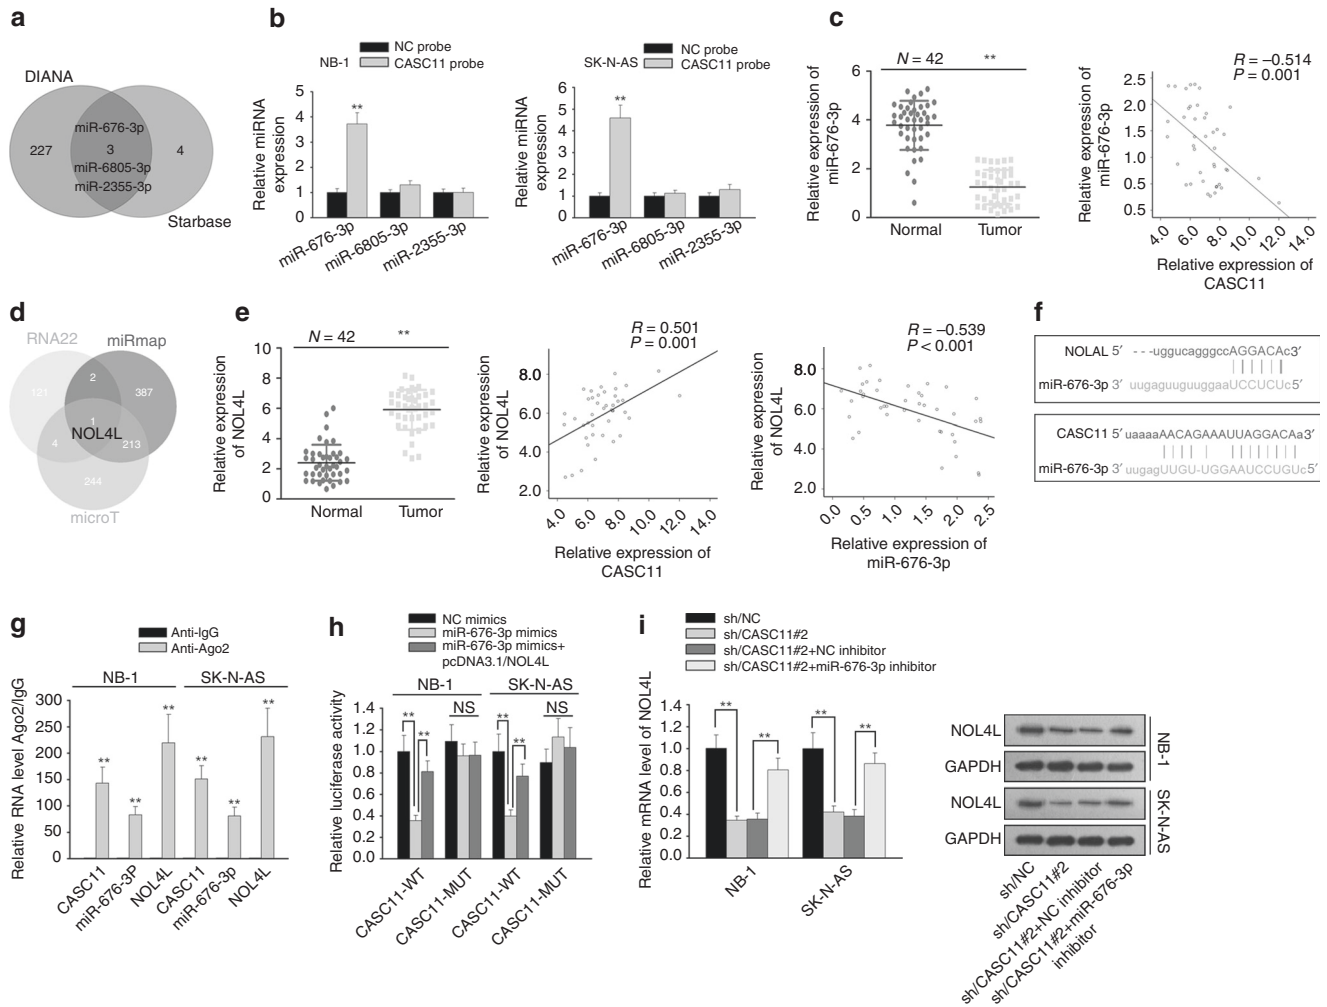 a
DIANA
miR-676-3p
227
3
4
miR-6805-3p
miR-2355-3p
Starbase
b
NC probe
NB-1
CASC11 probe
Relative miRNA
expression
5
4
3
2
1
0
**
miR-676-3p
miR-6805-3p
miR-2355-3p
NC probe
SK-N-AS
CASC11 probe
Relative miRNA
expression
6
5
4
3
2
1
0
**
miR-676-3p
miR-6805-3p
miR-2355-3p
c
N = 42
**
Relative expression of
miR-676-3p
6
4
2
0
Normal
Tumor
R = −0.514
P = 0.001
Relative expression of
miR-676-3p
2.5
2.0
1.5
1.0
0.5
0.5
4.0
6.0
8.0
10.0
12.0
14.0
Relative expression of
CASC11
d
RNA22
miRmap
121
2
387
1
NOL4L
4
213
244
microT
e
N = 42
**
Relative expression
of NOL4L
10
8
6
4
2
0
Normal
Tumor
R = 0.501
P = 0.001
Relative expression
of NOL4L
8.0
6.0
4.0
2.0
4.0
6.0
8.0
10.0
12.0
14.0
Relative expression of
CASC11
R = −0.539
P < 0.001
Relative expression
of NOL4L
8.0
6.0
4.0
2.0
0.0
0.5
1.0
1.5
2.0
2.5
Relative expression of
miR-676-3p
f
NOLAL 5′ ---uggucagggccAGGACAc3′
miR-676-3p 3′ uugaguuguuggaaUCCUCUc5′
CASC11 5′ uaaaaAACAGAAAUUAGGACAa3′
miR-676-3p 3′ uugagUUGU-UGGAAUCCUGUc5′
g
Anti-IgG
Anti-Ago2
NB-1
SK-N-AS
Relative RNA level Ago2/IgG
300
250
200
150
100
50
0
**
**
**
**
**
**
CASC11
miR-676-3P
NOL4L
CASC11
miR-676-3p
NOL4L
h
NC mimics
miR-676-3p mimics
miR-676-3p mimics+
pcDNA3.1/NOL4L
NB-1
SK-N-AS
Relative luciferase activity
1.4
1.2
1.0
0.8
0.6
0.4
0.2
0.0
**
**
NS
**
**
NS
CASC11-WT
CASC11-MUT
CASC11-WT
CASC11-MUT
i
sh/NC
sh/CASC11#2
sh/CASC11#2+NC inhibitor
sh/CASC11#2+miR-676-3p inhibitor
Relative mRNA level of NOL4L
1.4
1.2
1.0
0.8
0.6
0.4
0.2
0.0
**
**
**
**
NB-1
SK-N-AS
NOL4L
GAPDH
NB-1
NOL4L
GAPDH
SK-N-AS
sh/NC
sh/CASC11#2
sh/CASC11#2+NC inhibitor
sh/CASC11#2+miR-676-3p
inhibitor